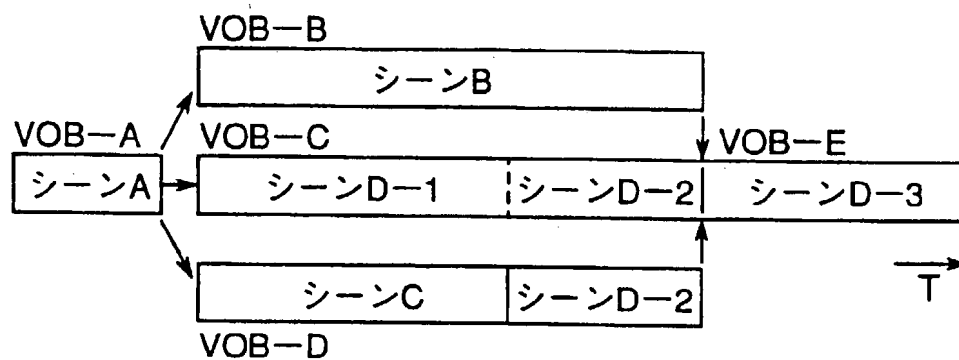 VOB－B
シーンB
VOB－A
VOB－C
VOB－E
シーンA
シーンD－1
シーンD－2
シーンD－3
シーンC
シーンD－2
T
VOB－D